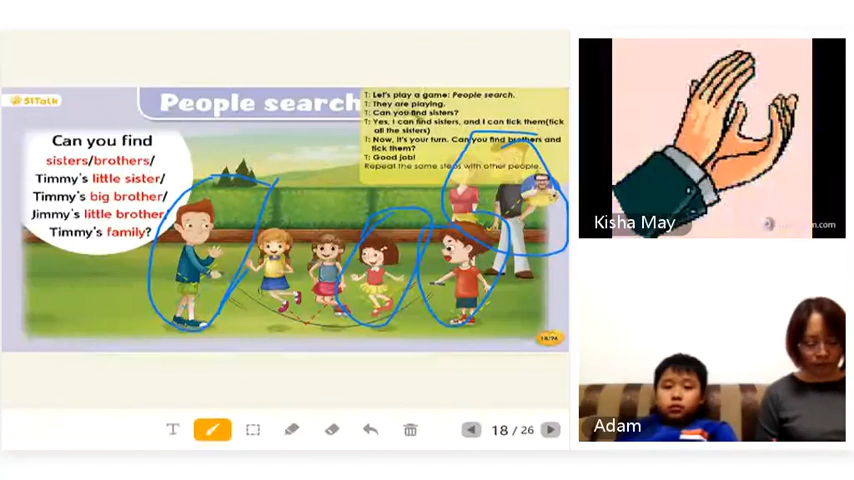 51Talk
People search
T: Let's play a game: People search.
T: They are playing.
T: Can you find sisters?
T: Yes, I can find sisters, and I can tick them(tick
all the sisters)
T: Now, it's your turn. Can you find brothers and
tick them?
T: Good job!
Repeat the same steps with other people.
Can you find
sisters/brothers/
Timmy's little sister/
Timmy's big brother/
Jimmy's little brother/
Timmy's family?
18/26
T
18 / 26
Kisha May
Adam